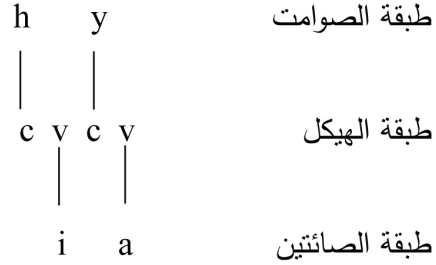 h y طبقة الصوامت
c v c v طبقة الهيكل
i a طبقة الصائتين